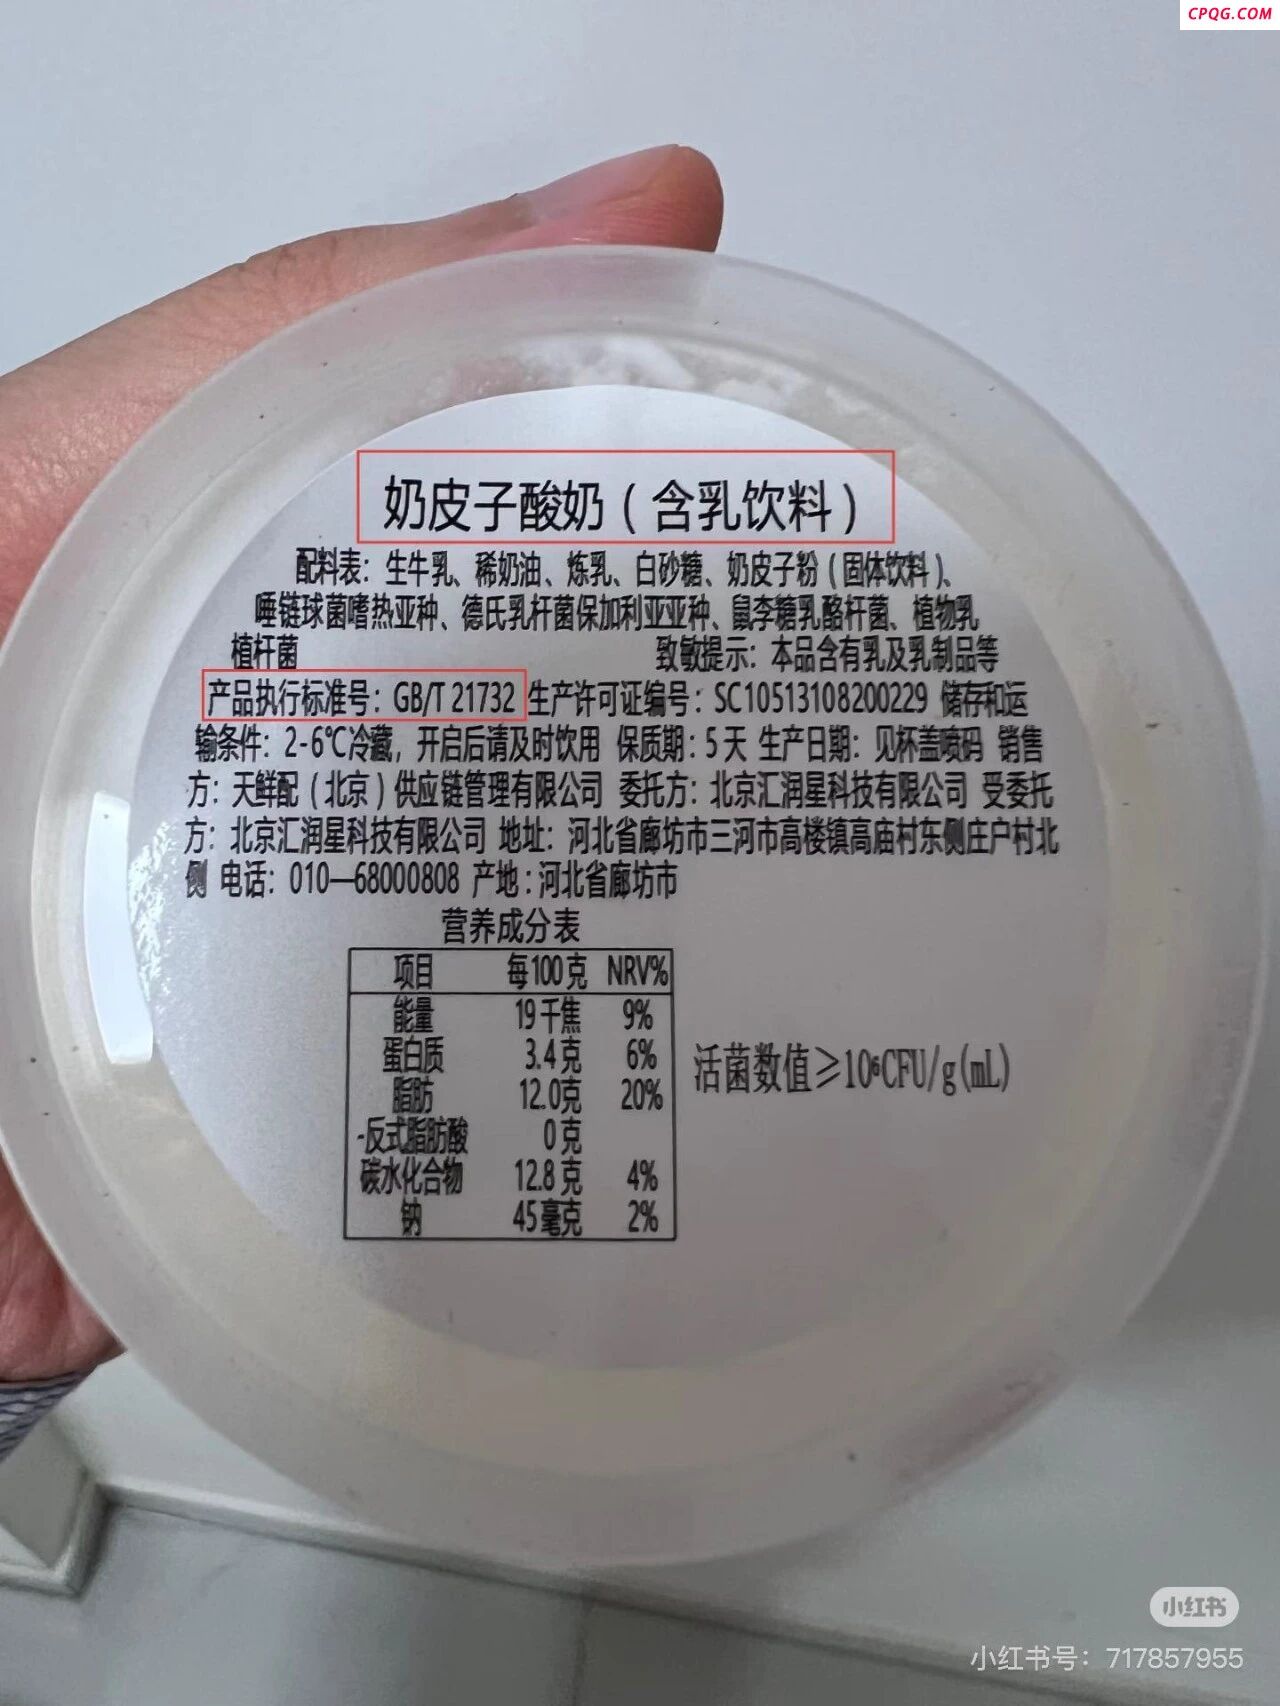 CPQG.COM
奶皮子酸奶（含乳饮料）
配料表：生牛乳、稀奶油、炼乳、白砂糖、奶皮子粉（固体饮料）、
唾链球菌嗜热亚种、德氏乳杆菌保加利亚亚种、鼠李糖乳酪杆菌、植物乳
植杆菌 致敏提示：本品含有乳及乳制品等
产品执行标准号：GB/T 21732 生产许可证编号：SC10513108200229 储存和运
输条件：2-6℃冷藏，开启后请及时饮用 保质期：5天 生产日期：见杯盖喷码 销售
方：天鲜配（北京）供应链管理有限公司 委托方：北京汇润星科技有限公司 受委托
方：北京汇润星科技有限公司 地址：河北省廊坊市三河市高楼镇高庙村东侧庄户村北
侧 电话：010—68000808 产地：河北省廊坊市
营养成分表
项目 每100克 NRV%
能量 19千焦 9%
蛋白质 3.4克 6%
脂肪 12.0克 20%
-反式脂肪酸 0克
碳水化合物 12.8克 4%
钠 45毫克 2%
活菌数值≥10⁶CFU/g(mL)
小红书
小红书号：717857955